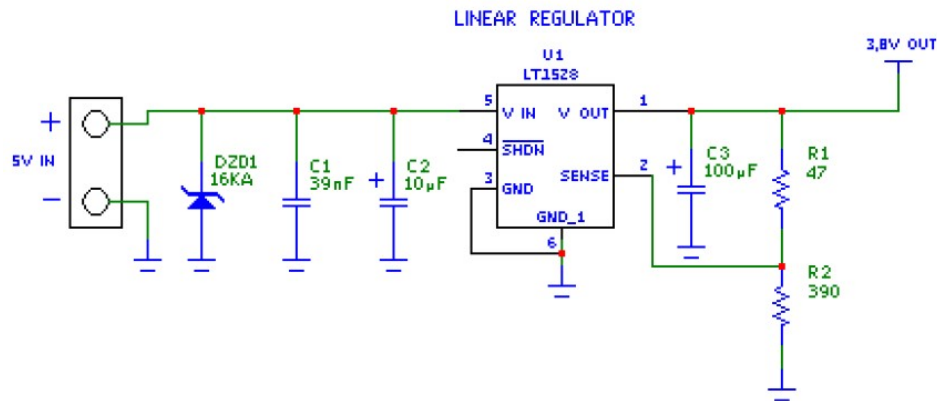 LINEAR REGULATOR
3,8V OUT
U1
LT1528
+
5V IN
-
DZD1
16KA
C1
39nF
+
C2
10µF
5
V IN
V OUT
1
4
SHDN
3
GND
SENSE
2
GND_1
6
+
C3
100µF
R1
47
R2
390